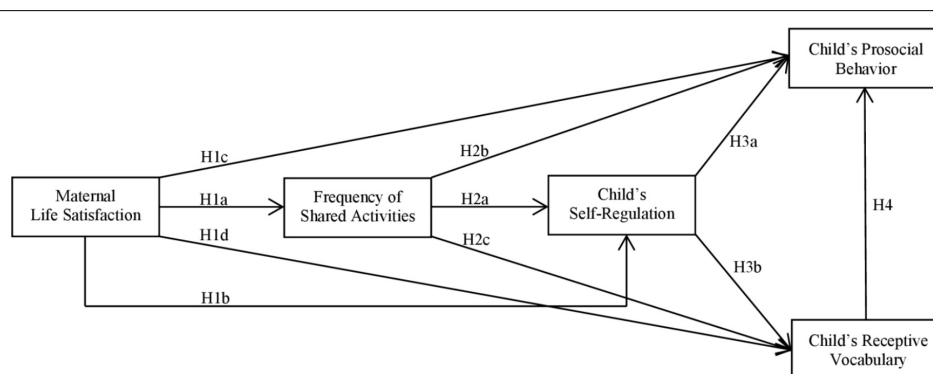 Child's Prosocial
Behavior
H1c
H2b
H3a
Maternal
Life Satisfaction
H1a
Frequency of
Shared Activities
H2a
Child's
Self-Regulation
H4
H1d
H2c
H3b
H1b
Child's Receptive
Vocabulary